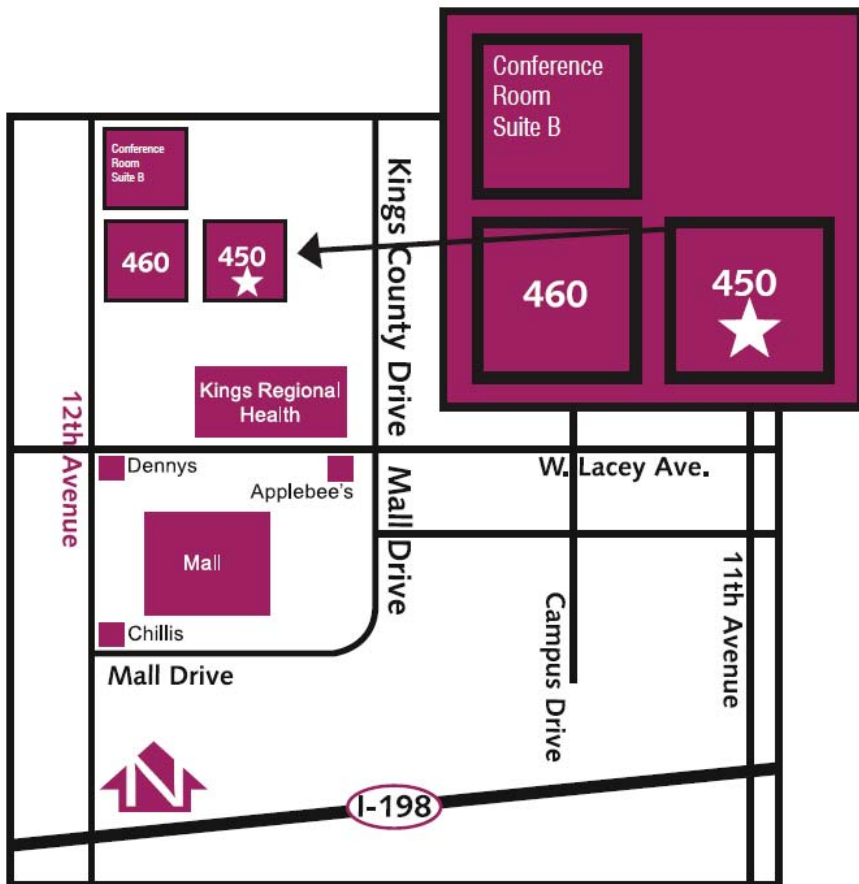 Conference
Room
Suite B
460
450
Conference
Room
Suite B
460
450
Kings County Drive
Kings Regional
Health
12th Avenue
Dennys
Applebee's
W. Lacey Ave.
Mall Drive
Mall
Chillis
Mall Drive
Campus Drive
11th Avenue
N
I-198